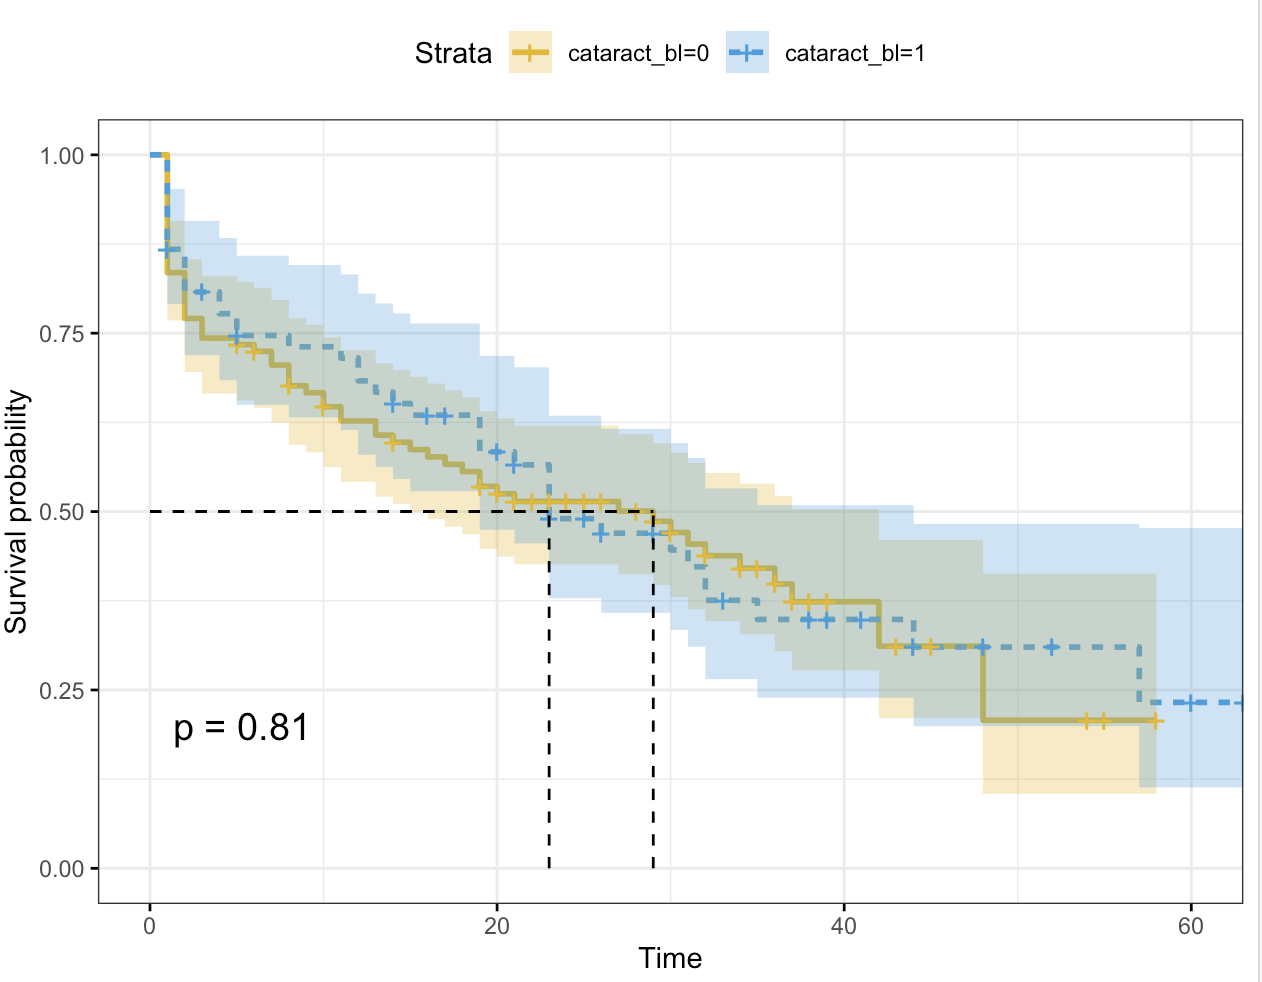 Strata cataract_bl=0 cataract_bl=1
1.00
0.75
0.50
0.25
0.00
Survival probability
p = 0.81
0 20 40 60
Time